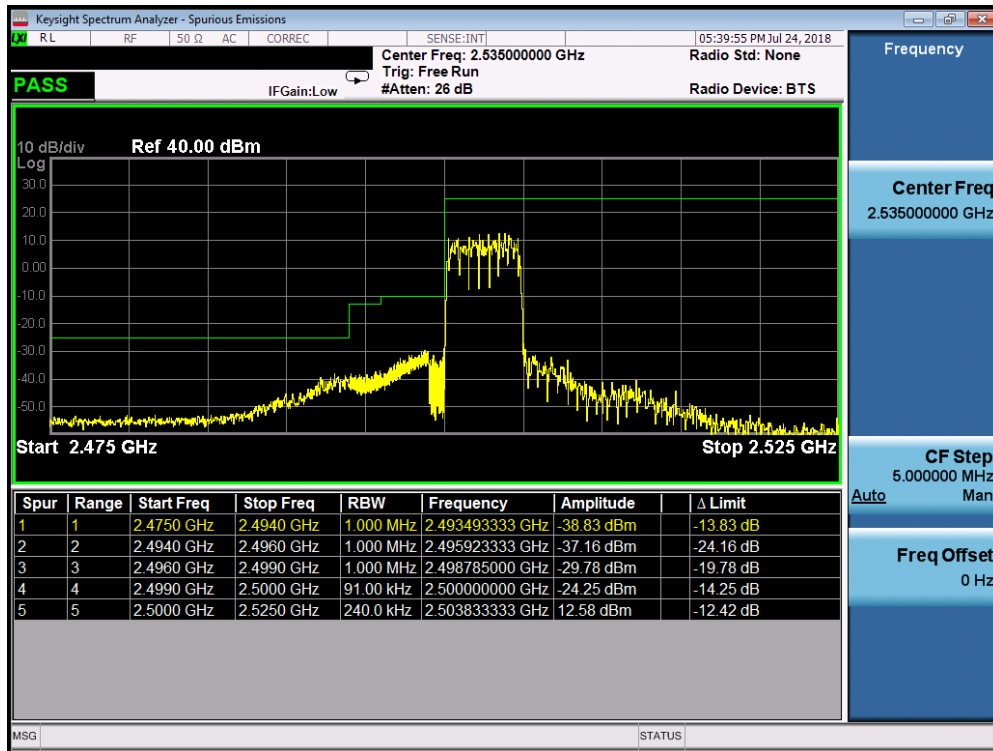 Keysight Spectrum Analyzer - Spurious Emissions
LXI RL RF 50 Ω AC CORREC SENSE:INT 05:39:55 PM Jul 24, 2018
Center Freq: 2.535000000 GHz Radio Std: None
Trig: Free Run
PASS IFGain:Low #Atten: 26 dB Radio Device: BTS
10 dB/div Ref 40.00 dBm
Log
30.0
20.0
10.0
0.00
-10.0
-20.0
-30.0
-40.0
-50.0
Start 2.475 GHz Stop 2.525 GHz
Spur Range Start Freq Stop Freq RBW Frequency Amplitude Δ Limit
1 1 2.4750 GHz 2.4940 GHz 1.000 MHz 2.493493333 GHz -38.83 dBm -13.83 dB
2 2 2.4940 GHz 2.4960 GHz 1.000 MHz 2.495923333 GHz -37.16 dBm -24.16 dB
3 3 2.4960 GHz 2.4990 GHz 1.000 MHz 2.498785000 GHz -29.78 dBm -19.78 dB
4 4 2.4990 GHz 2.5000 GHz 91.00 kHz 2.500000000 GHz -24.25 dBm -14.25 dB
5 5 2.5000 GHz 2.5250 GHz 240.0 kHz 2.503833333 GHz 12.58 dBm -12.42 dB
MSG STATUS
Frequency
Center Freq
2.535000000 GHz
CF Step
5.000000 MHz
Auto Man
Freq Offset
0 Hz